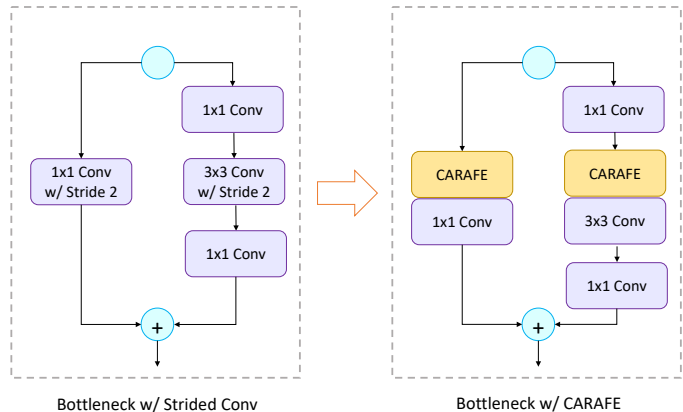 1x1 Conv
1x1 Conv
w/ Stride 2
3x3 Conv
w/ Stride 2
1x1 Conv
+
Bottleneck w/ Strided Conv
1x1 Conv
CARAFE
CARAFE
1x1 Conv
3x3 Conv
1x1 Conv
+
Bottleneck w/ CARAFE